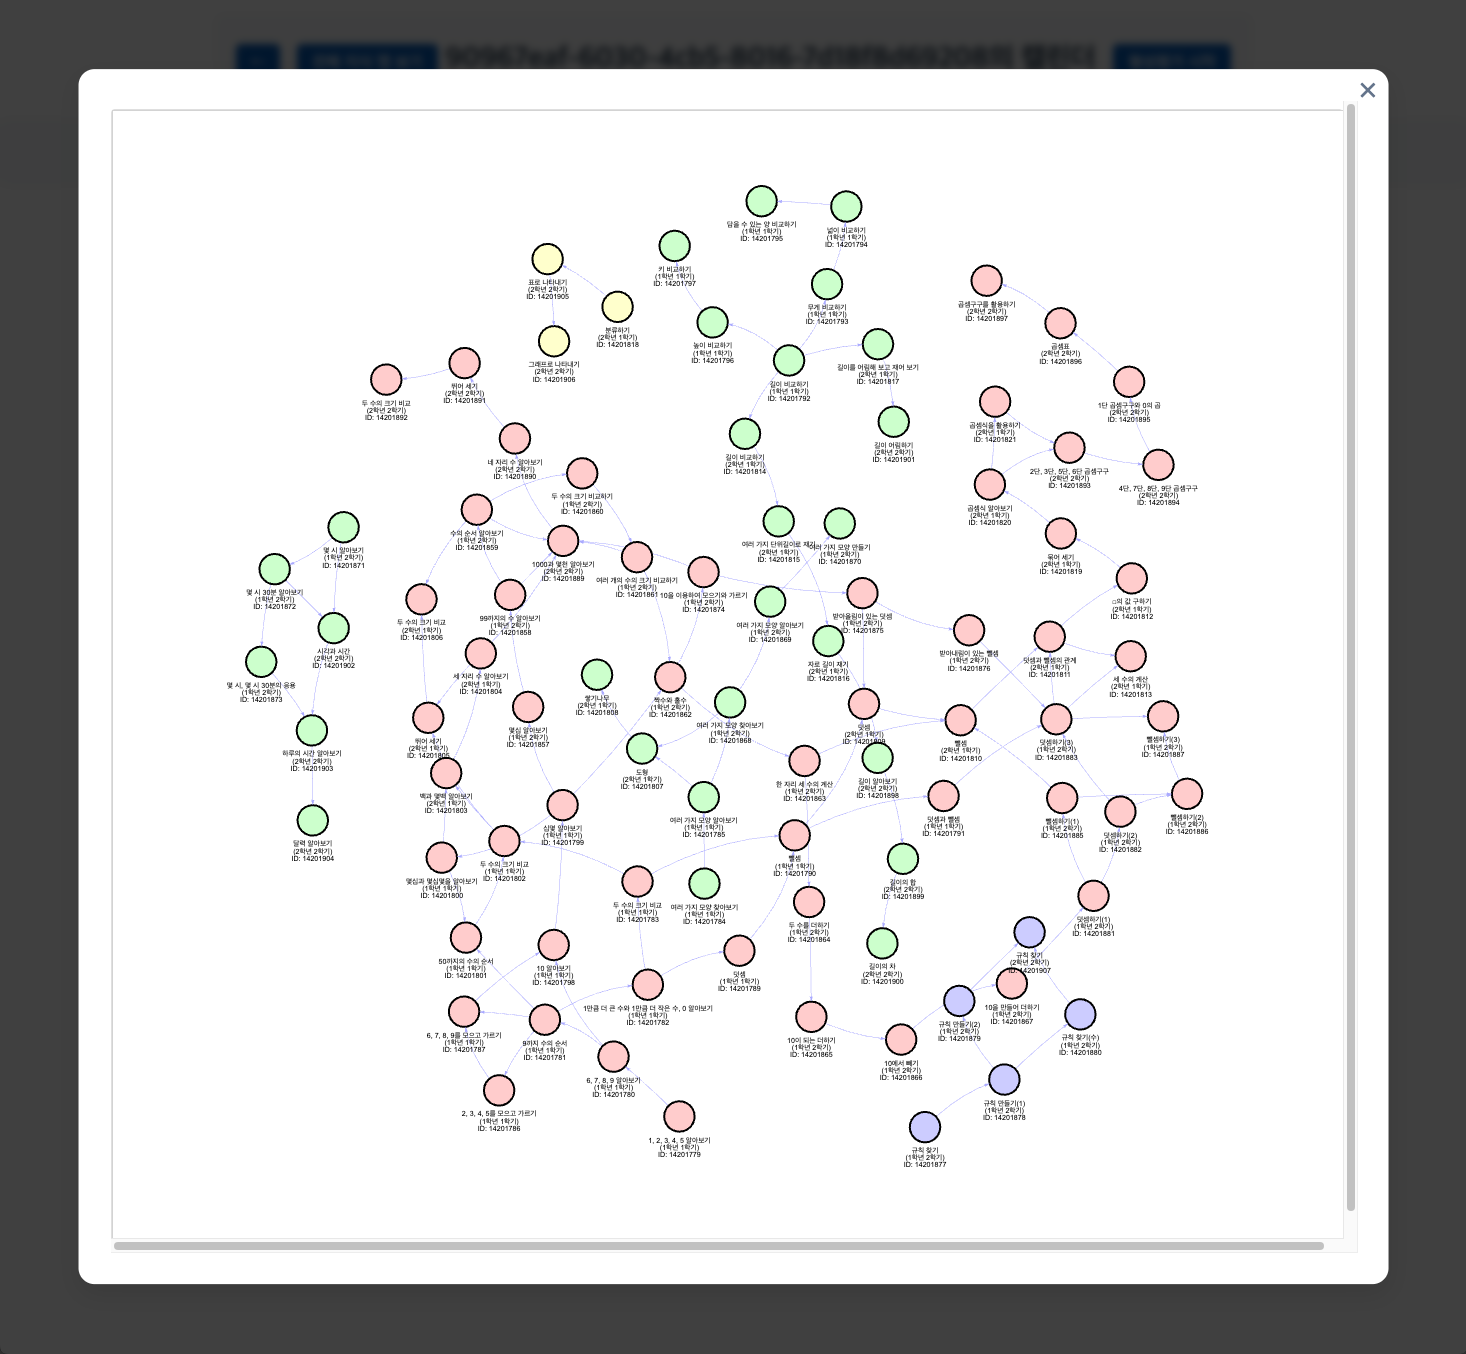 90967eaf-6030-4cb5-8016-7d18f8d69208의 캘린더
담을 수 있는 양 비교하기
(1학년 1학기)
ID: 14201795
넓이 비교하기
(1학년 1학기)
ID: 14201794
키 비교하기
(1학년 1학기)
ID: 14201797
표로 나타내기
(2학년 2학기)
ID: 14201905
무게 비교하기
(1학년 1학기)
ID: 14201793
곱셈구구를 활용하기
(2학년 2학기)
ID: 14201897
분류하기
(2학년 1학기)
ID: 14201818
높이 비교하기
(1학년 1학기)
ID: 14201796
곱셈표
(2학년 2학기)
ID: 14201896
그래프로 나타내기
(2학년 2학기)
ID: 14201906
길이를 어림해 보고 재어 보기
(2학년 1학기)
ID: 14201817
뛰어 세기
(2학년 2학기)
ID: 14201891
길이 비교하기
(1학년 1학기)
ID: 14201792
두 수의 크기 비교
(2학년 2학기)
ID: 14201892
1단 곱셈구구와 0의 곱
(2학년 2학기)
ID: 14201895
곱셈식을 활용하기
(2학년 1학기)
ID: 14201821
길이 어림하기
(2학년 2학기)
ID: 14201901
길이 비교하기
(2학년 1학기)
ID: 14201814
네 자리 수 알아보기
(2학년 2학기)
ID: 14201890
2단, 3단, 5단, 6단 곱셈구구
(2학년 2학기)
ID: 14201893
4단, 7단, 8단, 9단 곱셈구구
(2학년 2학기)
ID: 14201894
두 수의 크기 비교하기
(1학년 2학기)
ID: 14201860
곱셈식 알아보기
(2학년 1학기)
ID: 14201820
수의 순서 알아보기
(1학년 2학기)
ID: 14201859
여러 가지 단위길이로 재기
(2학년 1학기)
ID: 14201815
여러 가지 모양 만들기
(1학년 2학기)
ID: 14201870
몇 시 알아보기
(1학년 2학기)
ID: 14201871
묶어 세기
(2학년 1학기)
ID: 14201819
1000과 몇천 알아보기
(2학년 2학기)
ID: 14201889
여러 개의 수의 크기 비교하기
(1학년 2학기)
ID: 14201861
10을 이용하여 모으기와 가르기
(1학년 2학기)
ID: 14201874
몇 시 30분 알아보기
(1학년 2학기)
ID: 14201872
□의 값 구하기
(2학년 1학기)
ID: 14201812
두 수의 크기 비교
(2학년 1학기)
ID: 14201806
99까지의 수 알아보기
(1학년 2학기)
ID: 14201858
받아올림이 있는 덧셈
(1학년 2학기)
ID: 14201875
여러 가지 모양 알아보기
(1학년 2학기)
ID: 14201869
시각과 시간
(2학년 2학기)
ID: 14201902
받아내림이 있는 뺄셈
(1학년 2학기)
ID: 14201876
덧셈과 뺄셈의 관계
(2학년 1학기)
ID: 14201811
자로 길이 재기
(2학년 1학기)
ID: 14201816
세 자리 수 알아보기
(2학년 1학기)
ID: 14201804
세 수의 계산
(2학년 1학기)
ID: 14201813
몇 시, 몇 시 30분의 응용
(1학년 2학기)
ID: 14201873
쌓기나무
(2학년 1학기)
ID: 14201808
짝수와 홀수
(1학년 2학기)
ID: 14201862
여러 가지 모양 찾아보기
(1학년 2학기)
ID: 14201868
몇십 알아보기
(1학년 2학기)
ID: 14201857
덧셈
(2학년 1학기)
ID: 14201809
뛰어 세기
(2학년 1학기)
ID: 14201805
뺄셈
(2학년 1학기)
ID: 14201810
덧셈하기(3)
(1학년 2학기)
ID: 14201883
뺄셈하기(3)
(1학년 2학기)
ID: 14201887
하루의 시간 알아보기
(2학년 2학기)
ID: 14201903
도형
(2학년 1학기)
ID: 14201807
길이 알아보기
(2학년 2학기)
ID: 14201898
한 자리 세 수의 계산
(1학년 2학기)
ID: 14201863
백과 몇백 알아보기
(2학년 1학기)
ID: 14201803
여러 가지 모양 알아보기
(1학년 1학기)
ID: 14201785
덧셈과 뺄셈
(1학년 1학기)
ID: 14201791
뺄셈하기(1)
(1학년 2학기)
ID: 14201885
뺄셈하기(2)
(1학년 2학기)
ID: 14201886
십몇 알아보기
(1학년 1학기)
ID: 14201799
덧셈하기(2)
(1학년 2학기)
ID: 14201882
달력 알아보기
(2학년 2학기)
ID: 14201904
뺄셈
(1학년 1학기)
ID: 14201790
두 수의 크기 비교
(1학년 1학기)
ID: 14201802
몇십과 몇십몇을 알아보기
(1학년 1학기)
ID: 14201800
길이의 합
(2학년 2학기)
ID: 14201899
두 수의 크기 비교
(1학년 1학기)
ID: 14201783
여러 가지 모양 찾아보기
(1학년 1학기)
ID: 14201784
두 수를 더하기
(1학년 2학기)
ID: 14201864
덧셈하기(1)
(1학년 2학기)
ID: 14201881
50까지의 수의 순서
(1학년 1학기)
ID: 14201801
10 알아보기
(1학년 1학기)
ID: 14201798
규칙 찾기
(2학년 2학기)
ID: 14201907
길이의 차
(2학년 2학기)
ID: 14201900
덧셈
(1학년 1학기)
ID: 14201789
1만큼 더 큰 수와 1만큼 더 작은 수, 0 알아보기
(1학년 1학기)
ID: 14201782
10을 만들어 더하기
(1학년 2학기)
ID: 14201867
규칙 만들기(2)
(1학년 2학기)
ID: 14201879
6, 7, 8, 9를 모으고 가르기
(1학년 1학기)
ID: 14201787
규칙 찾기(수)
(1학년 2학기)
ID: 14201880
9까지 수의 순서
(1학년 1학기)
ID: 14201781
10이 되는 더하기
(1학년 2학기)
ID: 14201865
10에서 빼기
(1학년 2학기)
ID: 14201866
6, 7, 8, 9 알아보기
(1학년 1학기)
ID: 14201780
규칙 만들기(1)
(1학년 2학기)
ID: 14201878
2, 3, 4, 5를 모으고 가르기
(1학년 1학기)
ID: 14201786
1, 2, 3, 4, 5 알아보기
(1학년 1학기)
ID: 14201779
규칙 찾기
(1학년 2학기)
ID: 14201877